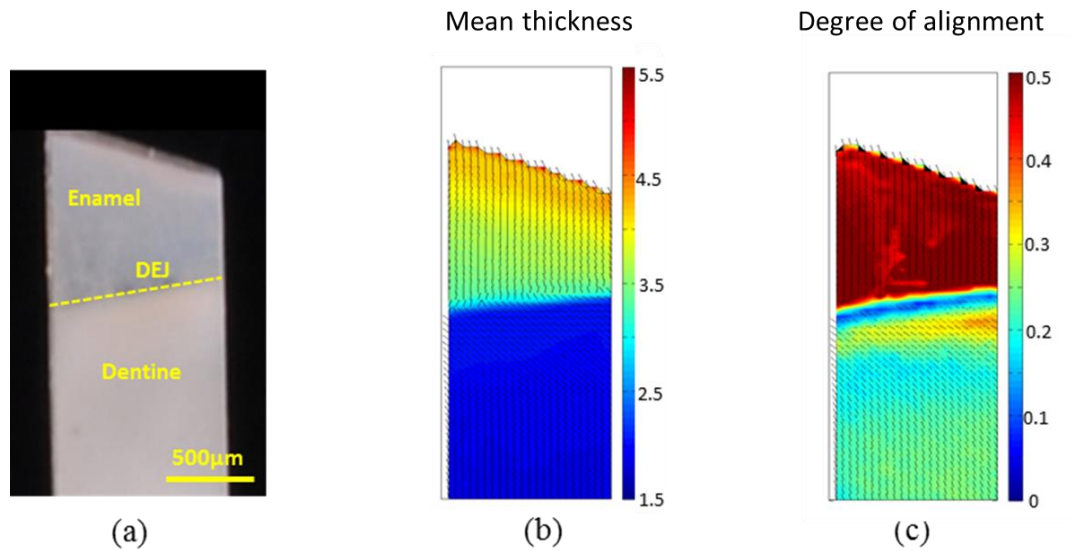 Mean thickness
Degree of alignment
Enamel
DEJ
Dentine
500µm
5.5
4.5
3.5
2.5
1.5
0.5
0.4
0.3
0.2
0.1
0
(a)
(b)
(c)